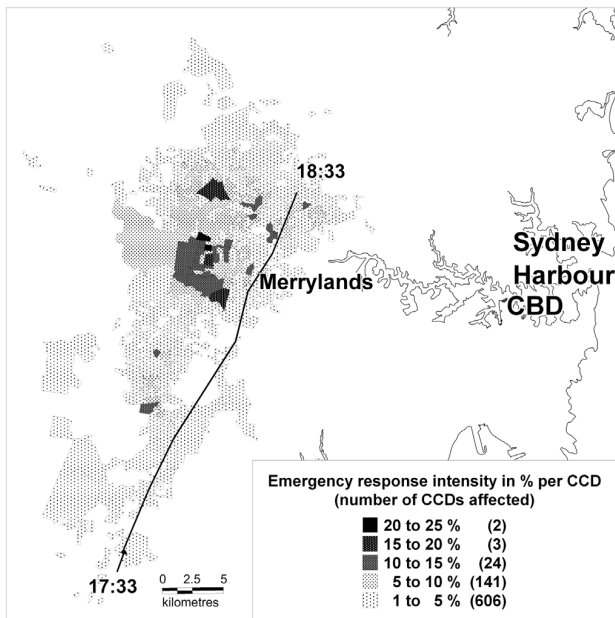 18:33
Sydney
Harbour
CBD
Merrylands
17:33
0 2.5 5
kilometres
Emergency response intensity in % per CCD
(number of CCDs affected)
20 to 25 % (2)
15 to 20 % (3)
10 to 15 % (24)
5 to 10 % (141)
1 to 5 % (606)